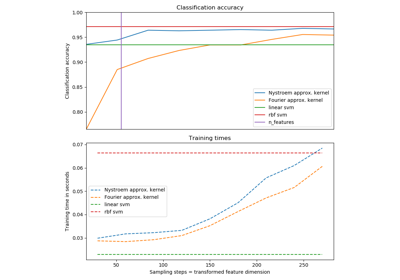 Classification accuracy
1.00
0.95
0.90
0.85
0.80
Classification accuracy
Nystroem approx. kernel
Fourier approx. kernel
linear svm
rbf svm
n_features
Training times
0.07
0.06
0.05
0.04
0.03
Training time in seconds
Nystroem approx. kernel
Fourier approx. kernel
linear svm
rbf svm
50
100
150
200
250
Sampling steps = transformed feature dimension